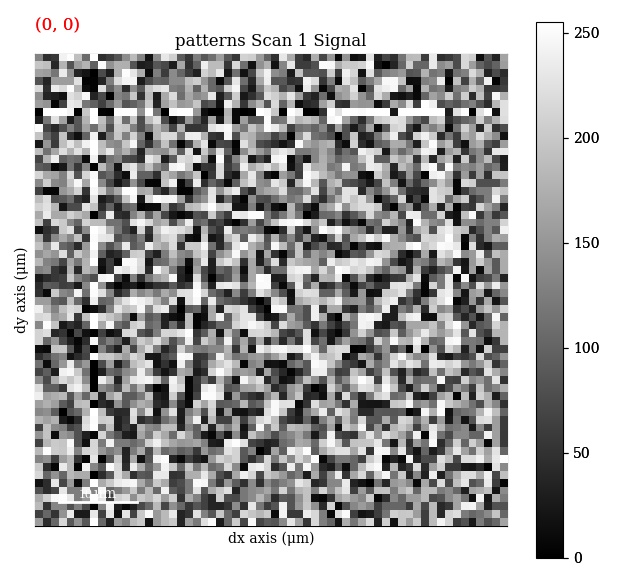 (0, 0)
patterns Scan 1 Signal
dy axis (μm)
dx axis (μm)
250
200
150
100
50
0